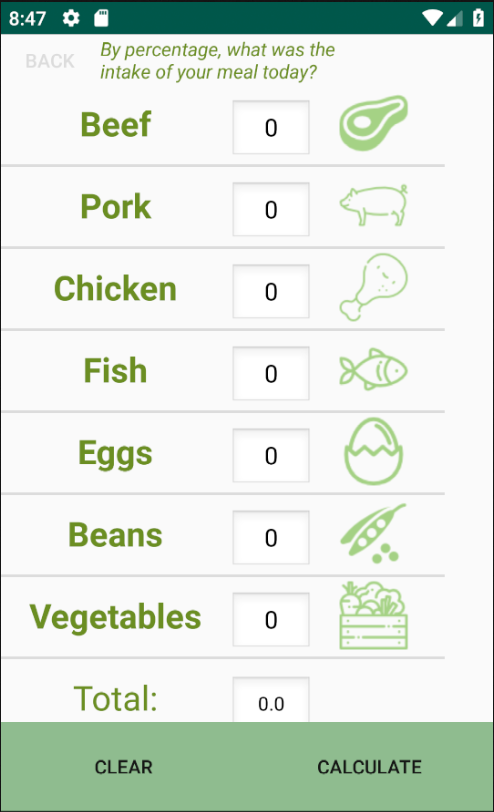 8:47
BACK
By percentage, what was the
intake of your meal today?
Beef 0
Pork 0
Chicken 0
Fish 0
Eggs 0
Beans 0
Vegetables 0
Total: 0.0
CLEAR CALCULATE